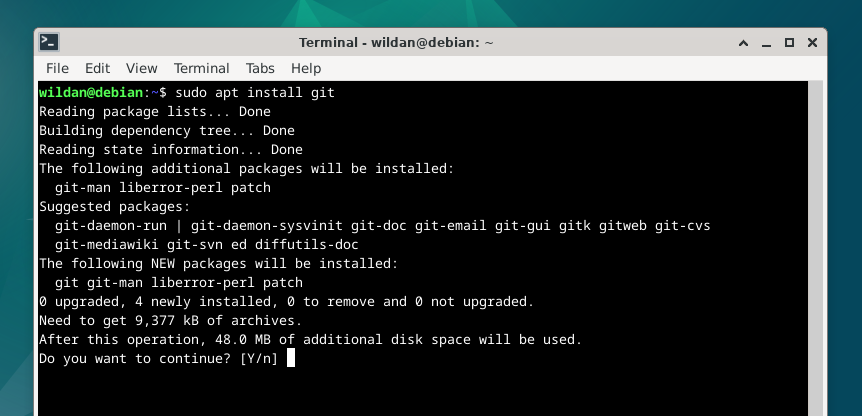 Terminal - wildan@debian: ~
File Edit View Terminal Tabs Help
wildan@debian:~$ sudo apt install git
Reading package lists... Done
Building dependency tree... Done
Reading state information... Done
The following additional packages will be installed:
  git-man liberror-perl patch
Suggested packages:
  git-daemon-run | git-daemon-sysvinit git-doc git-email git-gui gitk gitweb git-cvs
  git-mediawiki git-svn ed diffutils-doc
The following NEW packages will be installed:
  git git-man liberror-perl patch
0 upgraded, 4 newly installed, 0 to remove and 0 not upgraded.
Need to get 9,377 kB of archives.
After this operation, 48.0 MB of additional disk space will be used.
Do you want to continue? [Y/n]